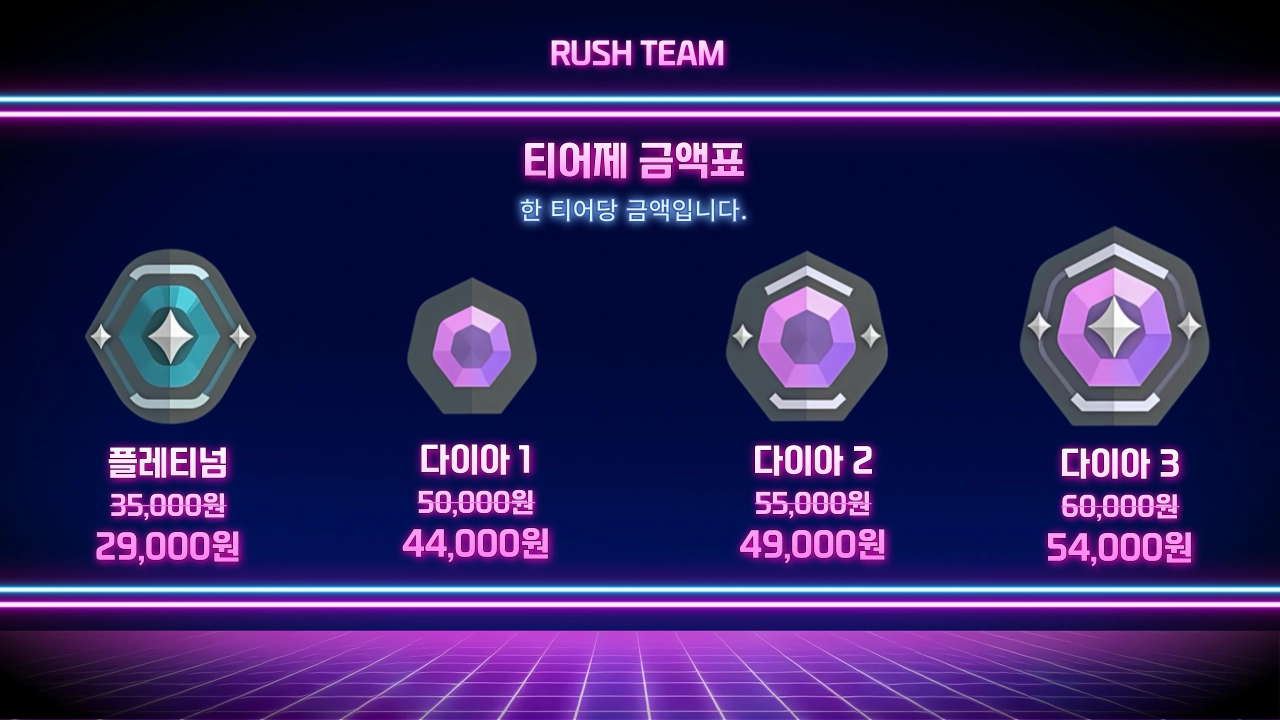 RUSH TEAM
티어제 금액표
한 티어당 금액입니다.
플레티넘
35,000원
29,000원
다이아 1
50,000원
44,000원
다이아 2
55,000원
49,000원
다이아 3
60,000원
54,000원